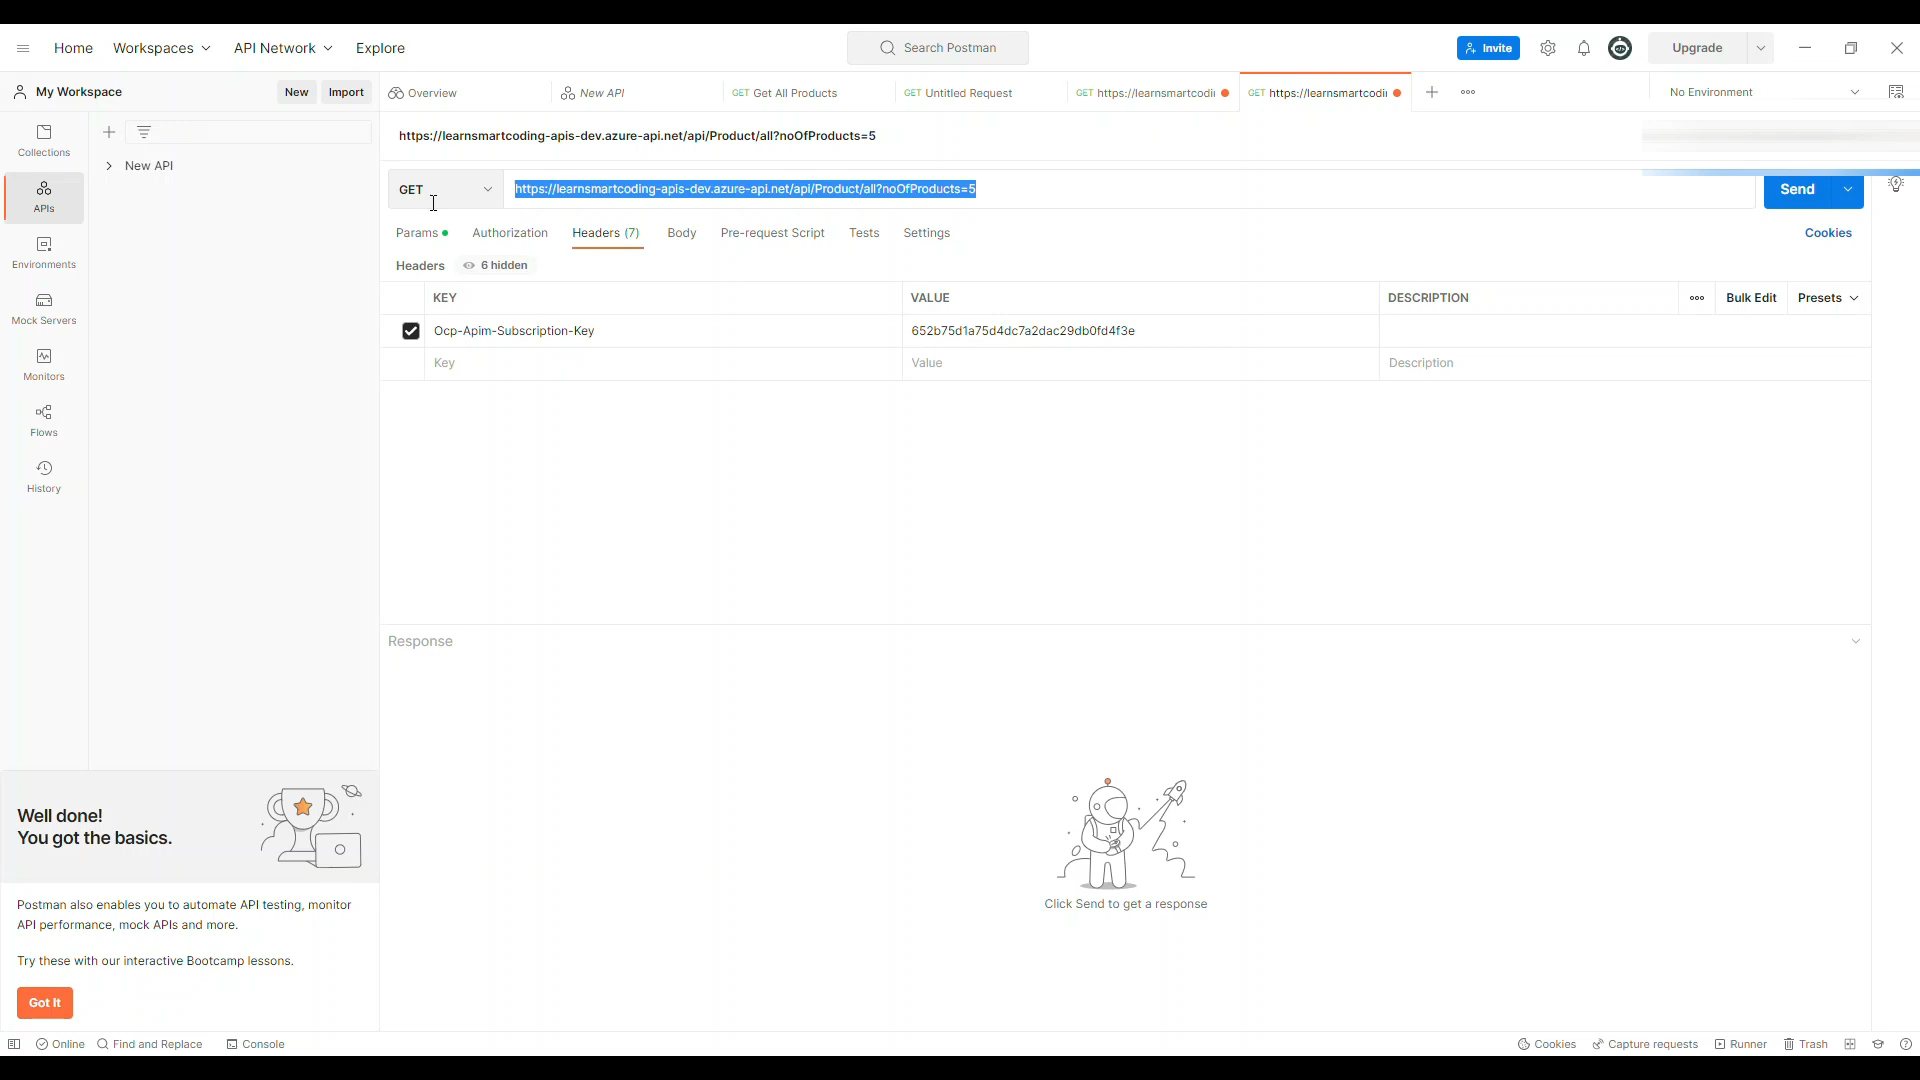 Home Workspaces API Network Explore Search Postman Invite Upgrade
My Workspace New Import Overview New API GET Get All Products GET Untitled Request GET https://learnsmartcodi GET https://learnsmartcodi No Environment
https://learnsmartcoding-apis-dev.azure-api.net/api/Product/all?noOfProducts=5
Collections
New API
GET https://learnsmartcoding-apis-dev.azure-api.net/api/Product/all?noOfProducts=5 Send
APIs
Params Authorization Headers (7) Body Pre-request Script Tests Settings Cookies
Environments
Headers 6 hidden
KEY VALUE DESCRIPTION Bulk Edit Presets
Mock Servers
Ocp-Apim-Subscription-Key 652b75d1a75d4dc7a2dac29db0fd4f3e
Key Value Description
Monitors
Flows
History
Response
Well done!
You got the basics.
Postman also enables you to automate API testing, monitor
API performance, mock APIs and more.
Try these with our interactive Bootcamp lessons.
Got It
Click Send to get a response
Online Find and Replace Console Cookies Capture requests Runner Trash